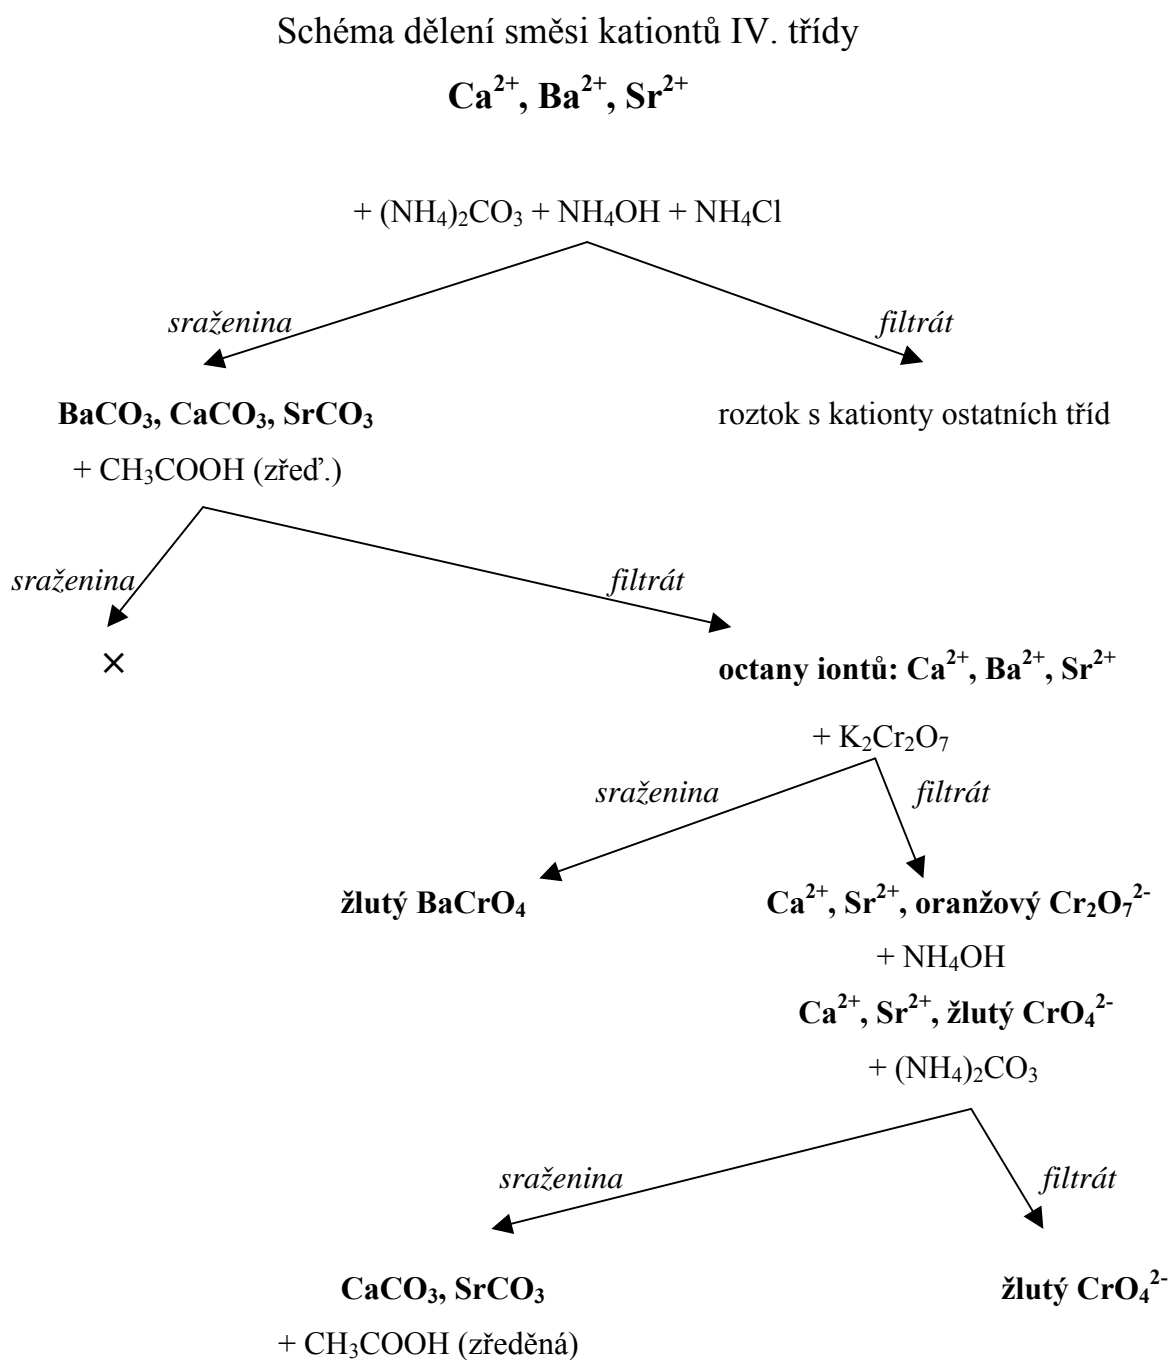 Schéma dělení směsi kationtů IV. třídy
Ca²⁺, Ba²⁺, Sr²⁺
+ (NH₄)₂CO₃ + NH₄OH + NH₄Cl
sraženina
filtrát
BaCO₃, CaCO₃, SrCO₃
roztok s kationty ostatních tříd
+ CH₃COOH (zřeď.)
sraženina
filtrát
×
octany iontů: Ca²⁺, Ba²⁺, Sr²⁺
+ K₂Cr₂O₇
sraženina
filtrát
žlutý BaCrO₄
Ca²⁺, Sr²⁺, oranžový Cr₂O₇²⁻
+ NH₄OH
Ca²⁺, Sr²⁺, žlutý CrO₄²⁻
+ (NH₄)₂CO₃
sraženina
filtrát
CaCO₃, SrCO₃
žlutý CrO₄²⁻
+ CH₃COOH (zředěná)